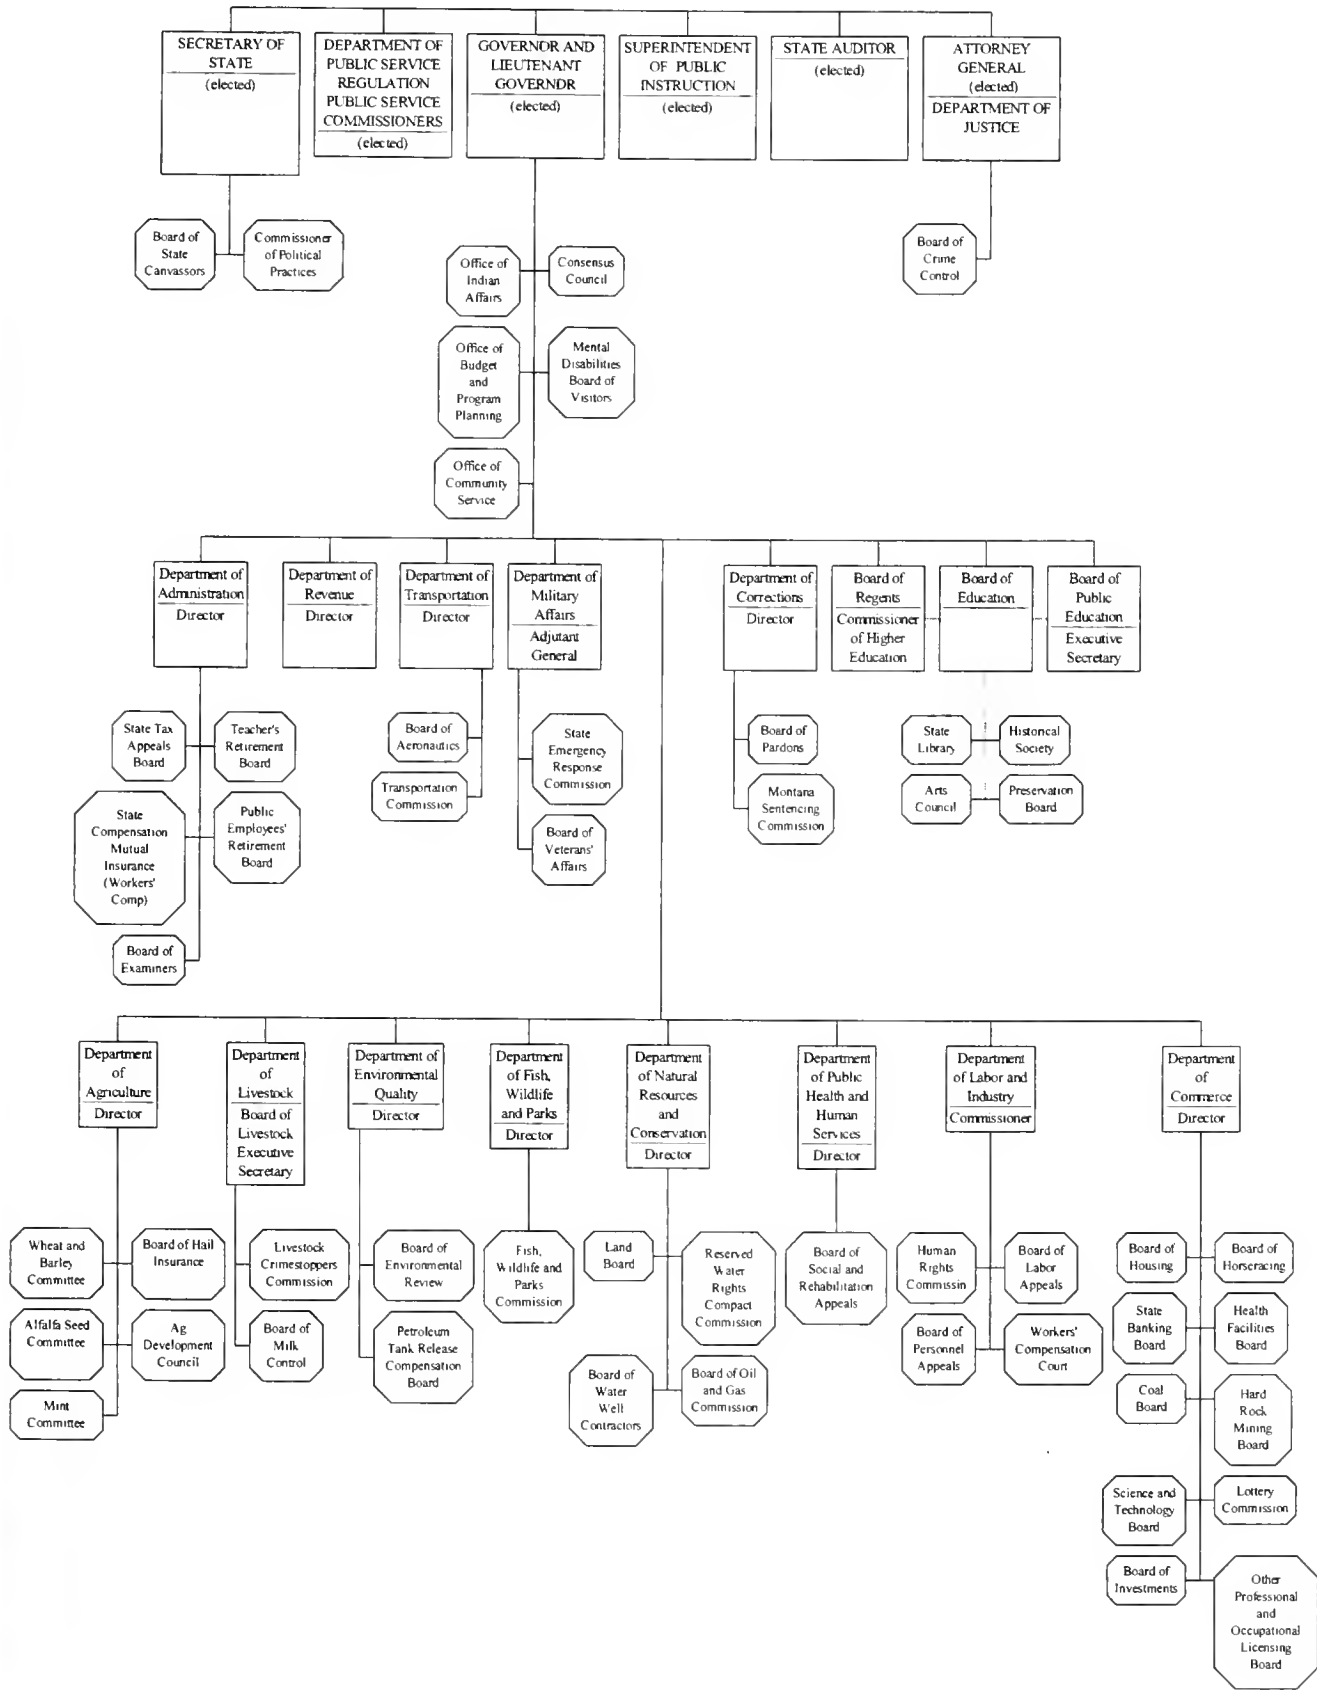 SECRETARY OF
STATE
(elected)
DEPARTMENT OF
PUBLIC SERVICE
REGULATION
PUBLIC SERVICE
COMMISSIONERS
(elected)
GOVERNOR AND
LIEUTENANT
GOVERNOR
(elected)
SUPERINTENDENT
OF PUBLIC
INSTRUCTION
(elected)
STATE AUDITOR
(elected)
ATTORNEY
GENERAL
(elected)
DEPARTMENT OF
JUSTICE
Board of
State
Canvassors
Commissioner
of Political
Practices
Office of
Indian
Affairs
Consensus
Council
Board of
Crime
Control
Office of
Budget
and
Program
Planning
Mental
Disabilities
Board of
Visitors
Office of
Community
Service
Department of
Administration
Director
Department of
Revenue
Director
Department of
Transportation
Director
Department of
Military
Affairs
Adjutant
General
Department of
Corrections
Director
Board of
Regents
Commissioner
of Higher
Education
Board of
Education
Board of
Public
Education
Executive
Secretary
State Tax
Appeals
Board
Teacher's
Retirement
Board
State
Compensation
Mutual
Insurance
(Workers'
Comp)
Public
Employees'
Retirement
Board
Board of
Examiners
Board of
Aeronautics
Transportation
Commission
State
Emergency
Response
Commission
Board of
Veterans'
Affairs
Board of
Pardons
Montana
Sentencing
Commission
State
Library
Historical
Society
Arts
Council
Preservation
Board
Department
of
Agriculture
Director
Department
of
Livestock
Board of
Livestock
Executive
Secretary
Department of
Environmental
Quality
Director
Department
of Fish,
Wildlife
and Parks
Director
Department
of Natural
Resources
and
Conservation
Director
Department
of Public
Health and
Human
Services
Director
Department
of Labor and
Industry
Commissioner
Department
of
Commerce
Director
Wheat and
Barley
Committee
Board of Hail
Insurance
Alfalfa Seed
Committee
Ag
Development
Council
Mint
Committee
Livestock
Crimestoppers
Commission
Board of
Milk
Control
Board of
Environmental
Review
Petroleum
Tank Release
Compensation
Board
Fish,
Wildlife and
Parks
Commission
Land
Board
Reserved
Water
Rights
Compact
Commission
Board of
Water
Well
Contractors
Board of Oil
and Gas
Commission
Board of
Social and
Rehabilitation
Appeals
Human
Rights
Commissin
Board of
Labor
Appeals
Board of
Personnel
Appeals
Workers'
Compensation
Court
Board of
Housing
Board of
Horseracing
State
Banking
Board
Health
Facilities
Board
Coal
Board
Hard
Rock
Mining
Board
Science and
Technology
Board
Lottery
Commission
Board of
Investments
Other
Professional
and
Occupational
Licensing
Board